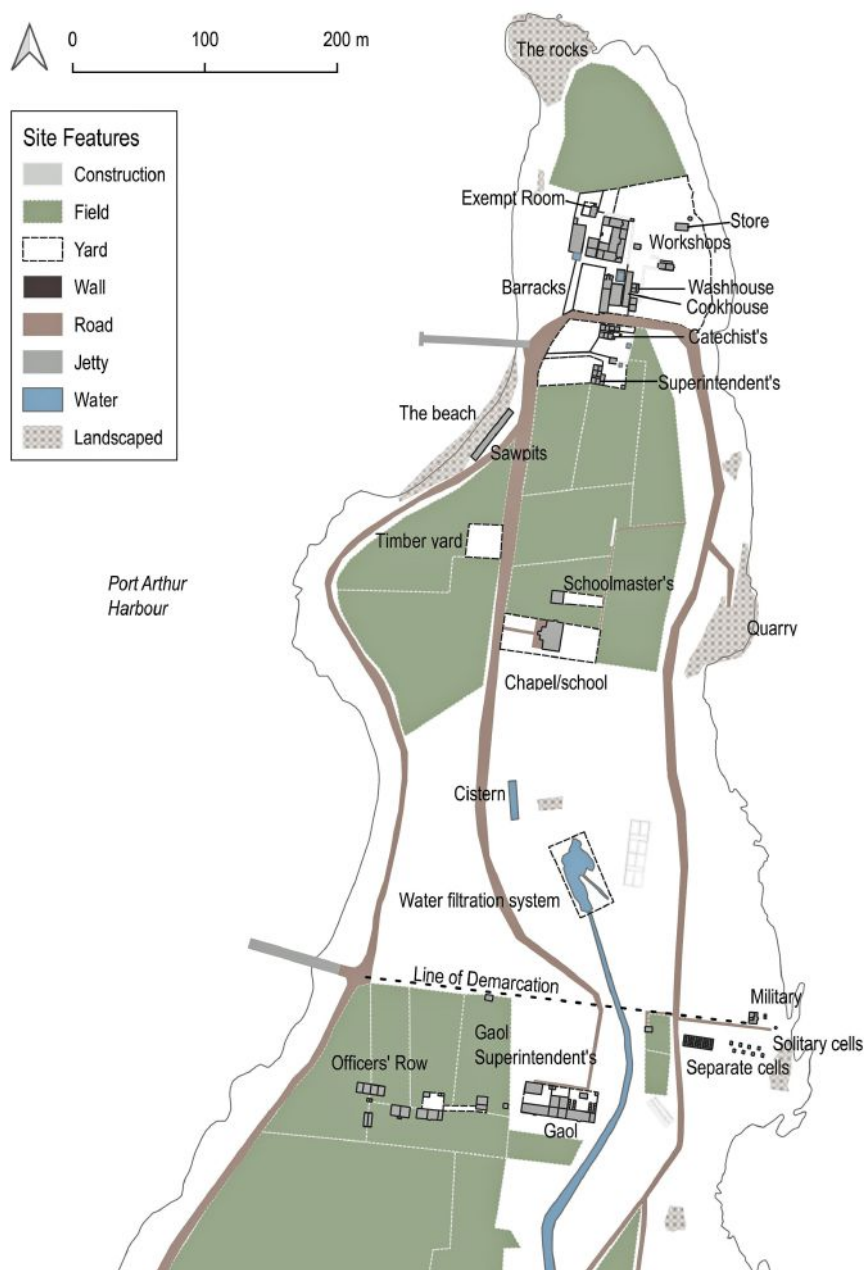 0
100
200 m
The rocks
Site Features
Construction
Field
Yard
Wall
Road
Jetty
Water
Landscaped
Exempt Room
Store
Workshops
Barracks
Washhouse
Cookhouse
Catechist's
Superintendent's
The beach
Sawpits
Timber yard
Port Arthur
Harbour
Schoolmaster's
Quarry
Chapel/school
Cistern
Water filtration system
Line of Demarcation
Military
Gaol
Superintendent's
Solitary cells
Separate cells
Officers' Row
Gaol